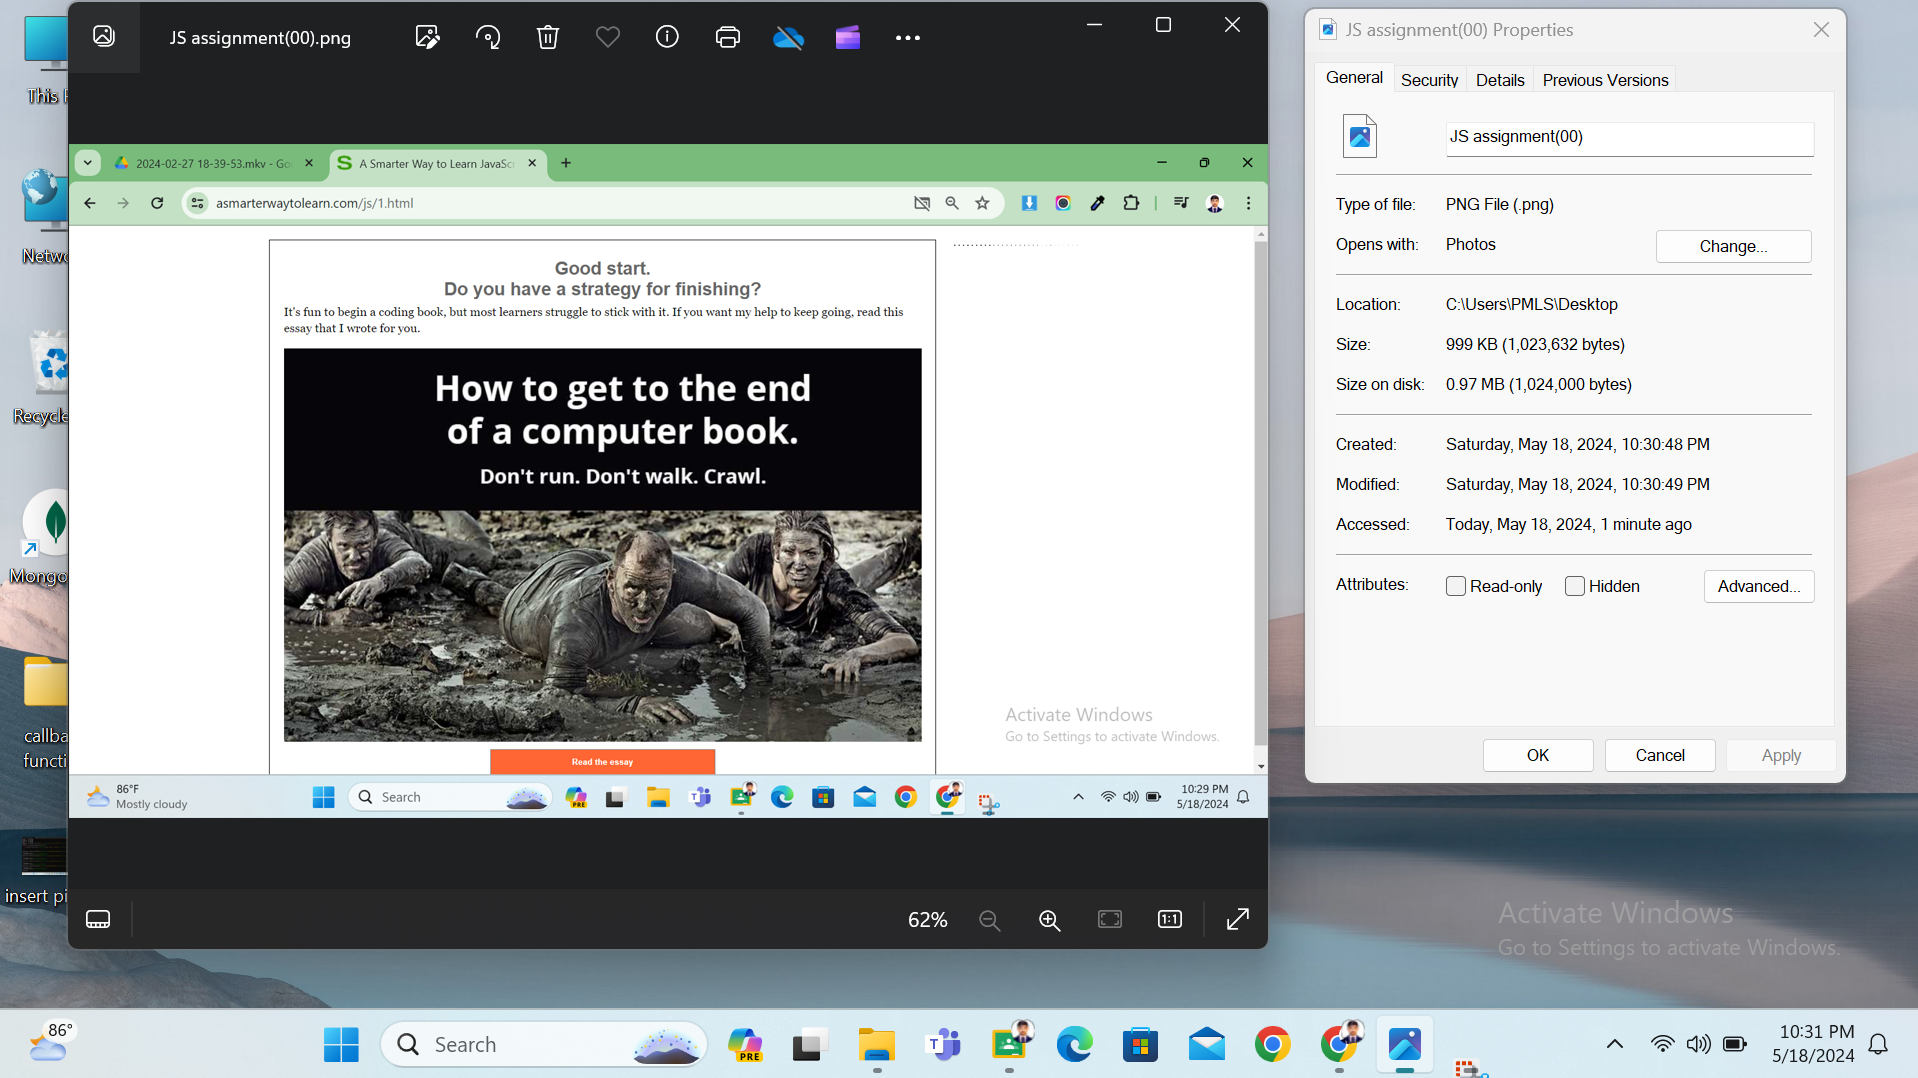 This
Netwo
Recycle
Mongo
callba
functi
insert pi
JS assignment(00).png
2024-02-27 18-39-53.mkv - Go
A Smarter Way to Learn JavaSc
asmarterwaytolearn.com/js/1.html
Good start.
Do you have a strategy for finishing?
It's fun to begin a coding book, but most learners struggle to stick with it. If you want my help to keep going, read this
essay that I wrote for you.
How to get to the end
of a computer book.
Don't run. Don't walk. Crawl.
Read the essay
Activate Windows
Go to Settings to activate Windows.
86°F
Mostly cloudy
Search
PRE
10:29 PM
5/18/2024
62%
1:1
JS assignment(00) Properties
General Security Details Previous Versions
JS assignment(00)
Type of file: PNG File (.png)
Opens with: Photos Change...
Location: C:\Users\PMLS\Desktop
Size: 999 KB (1,023,632 bytes)
Size on disk: 0.97 MB (1,024,000 bytes)
Created: Saturday, May 18, 2024, 10:30:48 PM
Modified: Saturday, May 18, 2024, 10:30:49 PM
Accessed: Today, May 18, 2024, 1 minute ago
Attributes: Read-only Hidden Advanced...
OK Cancel Apply
Activate Windows
Go to Settings to activate Windows.
86°
Search
PRE
10:31 PM
5/18/2024